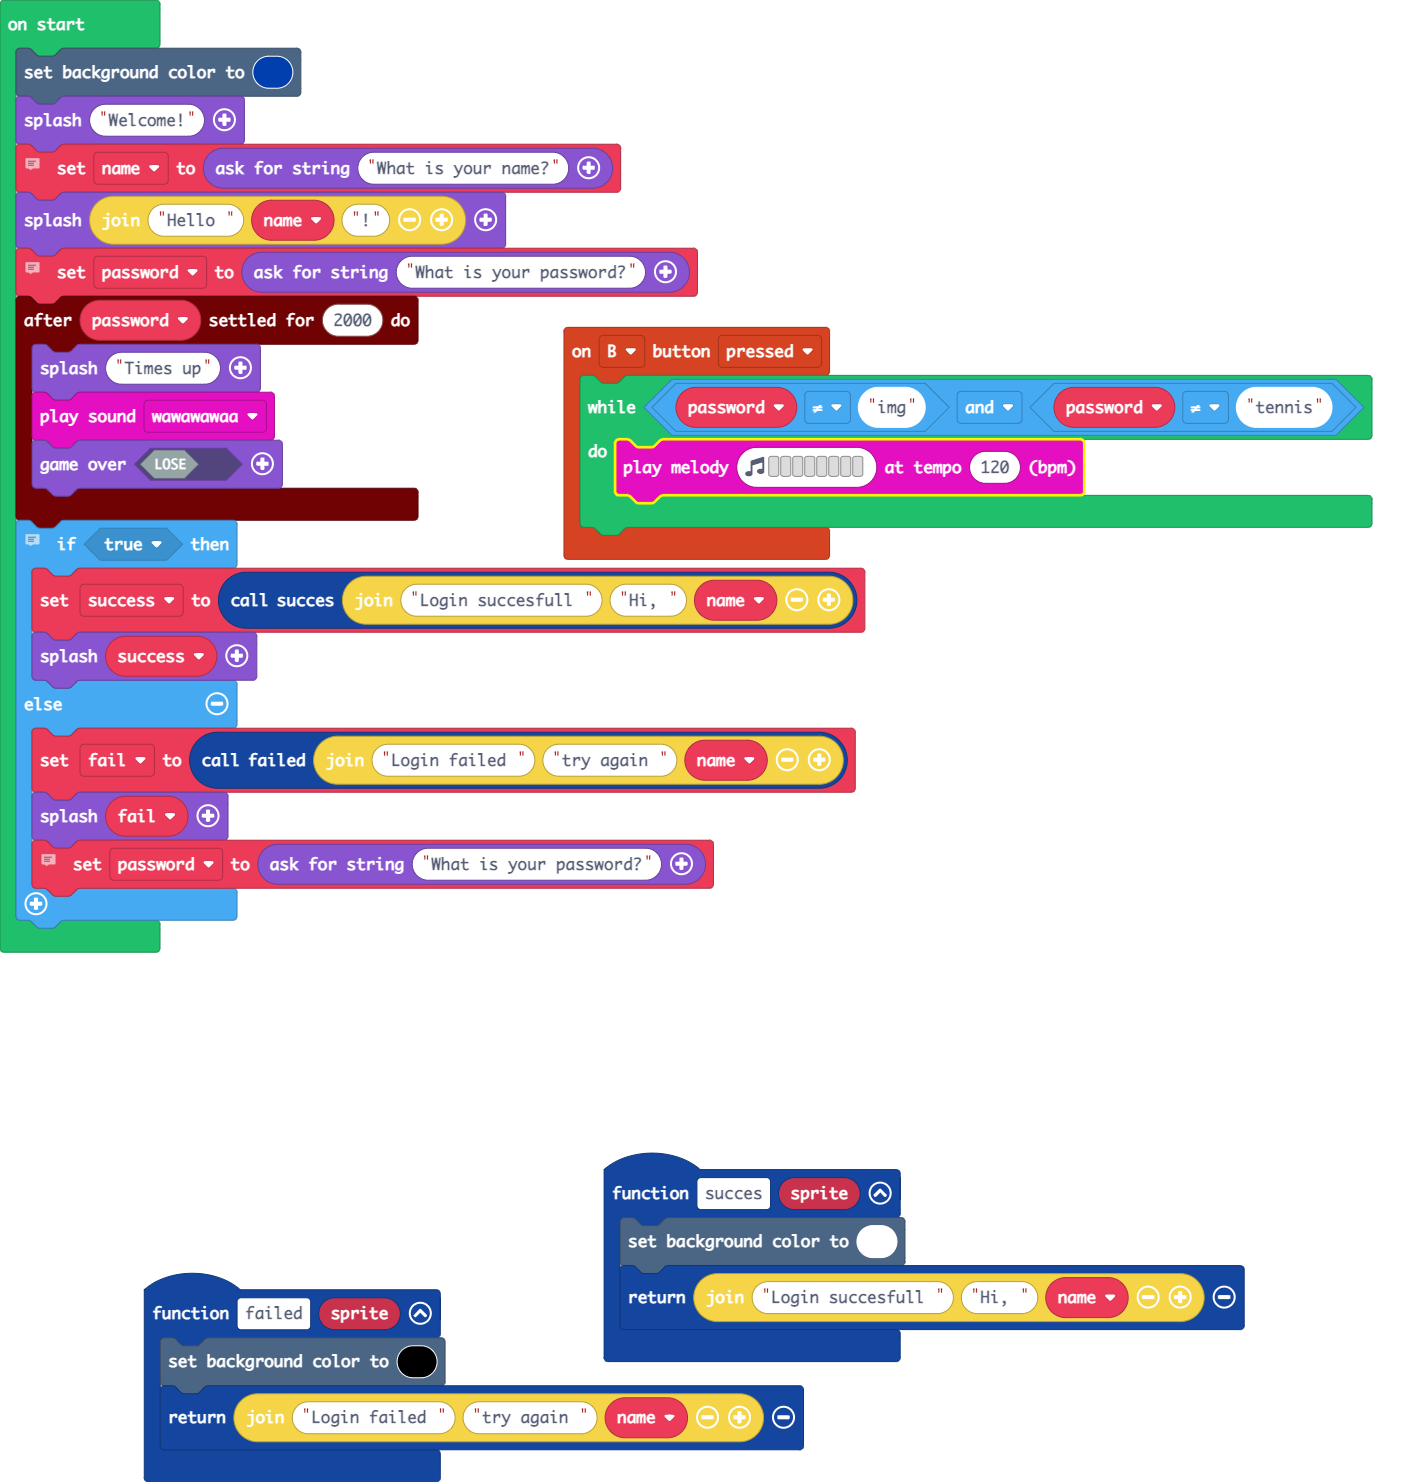 on start
set background color to
splash "Welcome!"
set name to ask for string "What is your name?"
splash join "Hello " name "!"
set password to ask for string "What is your password?"
after password settled for 2000 do
splash "Times up"
play sound wawawawaa
game over LOSE
if true then
set success to call succes join "Login succesfull " "Hi, " name
splash success
else
set fail to call failed join "Login failed " "try again " name
splash fail
set password to ask for string "What is your password?"
on B button pressed
while password ≠ "img" and password ≠ "tennis"
do play melody at tempo 120 (bpm)
function succes sprite
set background color to
return join "Login succesfull " "Hi, " name
function failed sprite
set background color to
return join "Login failed " "try again " name